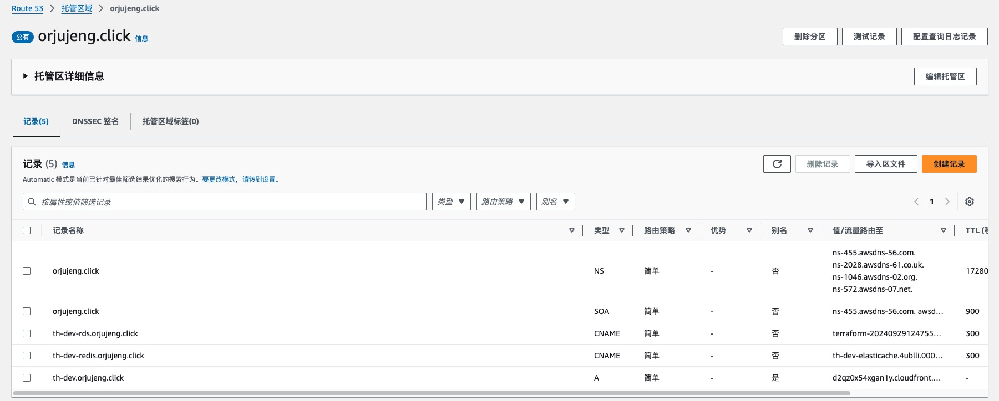 Route 53 > 托管区域 > orjujeng.click
公有 orjujeng.click 信息
删除分区 测试记录 配置查询日志记录
托管区详细信息 编辑托管区
记录(5) DNSSEC 签名 托管区域标签(0)
记录 (5) 信息
删除记录 导入区文件 创建记录
Automatic 模式是当前已针对最佳筛选结果优化的搜索行为。要更改模式，请转到设置。
按属性或值筛选记录 类型 路由策略 别名 1
记录名称 类型 路由策略 优势 别名 值/流量路由至 TTL (
orjujeng.click NS 简单 - 否 ns-455.awsdns-56.com.
ns-2028.awsdns-61.co.uk.
ns-1046.awsdns-02.org.
ns-572.awsdns-07.net. 17280
orjujeng.click SOA 简单 - 否 ns-455.awsdns-56.com. awsd... 900
th-dev-rds.orjujeng.click CNAME 简单 - 否 terraform-20240929124755... 300
th-dev-redis.orjujeng.click CNAME 简单 - 否 th-dev-elasticache.4ublli.000... 300
th-dev.orjujeng.click A 简单 - 是 d2qz0x54xgan1y.cloudfront.... -